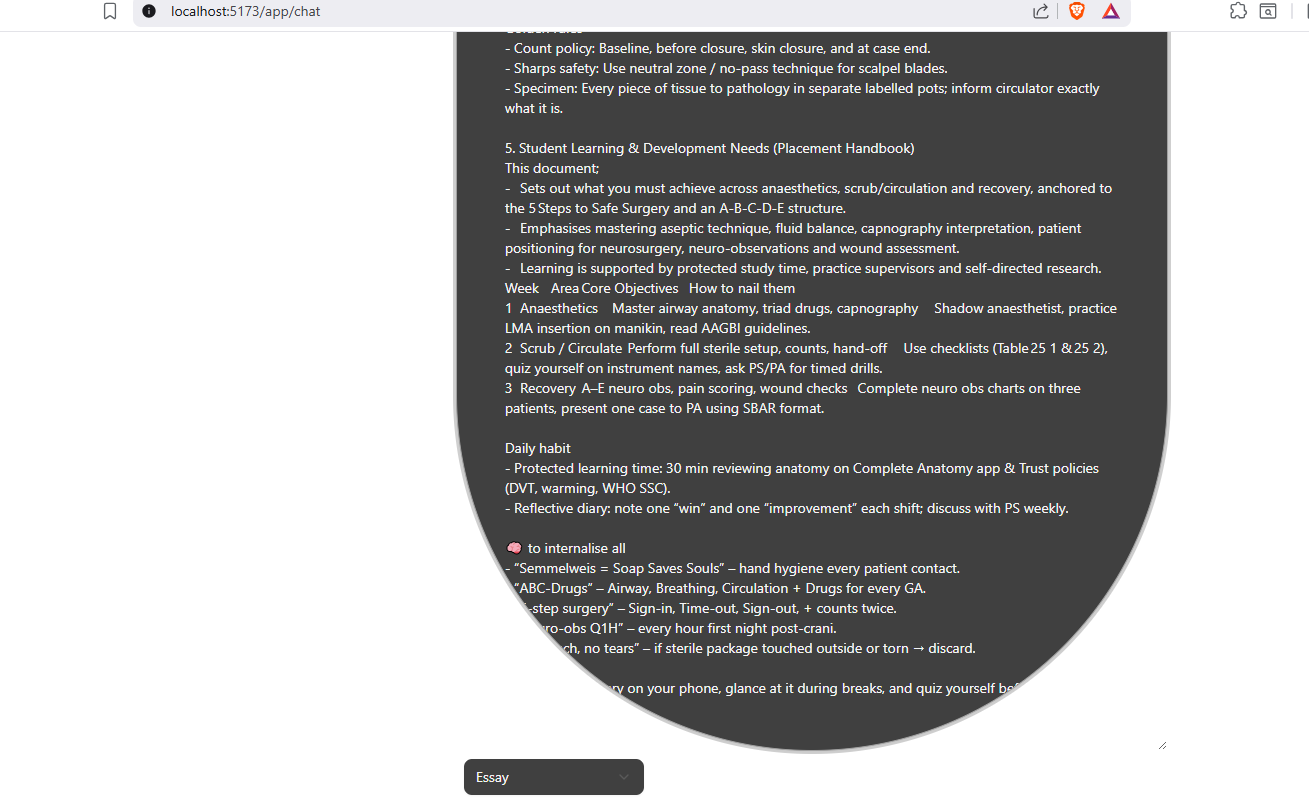 localhost:5173/app/chat
- Count policy: Baseline, before closure, skin closure, and at case end.
- Sharps safety: Use neutral zone / no-pass technique for scalpel blades.
- Specimen: Every piece of tissue to pathology in separate labelled pots; inform circulator exactly
what it is.
5. Student Learning & Development Needs (Placement Handbook)
This document;
- Sets out what you must achieve across anaesthetics, scrub/circulation and recovery, anchored to
the 5 Steps to Safe Surgery and an A-B-C-D-E structure.
- Emphasises mastering aseptic technique, fluid balance, capnography interpretation, patient
positioning for neurosurgery, neuro-observations and wound assessment.
- Learning is supported by protected study time, practice supervisors and self-directed research.
Week Area Core Objectives How to nail them
1 Anaesthetics Master airway anatomy, triad drugs, capnography Shadow anaesthetist, practice
LMA insertion on manikin, read AAGBI guidelines.
2 Scrub / Circulate Perform full sterile setup, counts, hand-off Use checklists (Table 25 1 & 25 2),
quiz yourself on instrument names, ask PS/PA for timed drills.
3 Recovery A–E neuro obs, pain scoring, wound checks Complete neuro obs charts on three
patients, present one case to PA using SBAR format.
Daily habit
- Protected learning time: 30 min reviewing anatomy on Complete Anatomy app & Trust policies
(DVT, warming, WHO SSC).
- Reflective diary: note one “win” and one “improvement” each shift; discuss with PS weekly.
🧠 to internalise all
- “Semmelweis = Soap Saves Souls” – hand hygiene every patient contact.
“ABC-Drugs” – Airway, Breathing, Circulation + Drugs for every GA.
-step surgery” – Sign-in, Time-out, Sign-out, + counts twice.
ro-obs Q1H” – every hour first night post-crani.
ch, no tears” – if sterile package touched outside or torn → discard.
ry on your phone, glance at it during breaks, and quiz yourself
Essay